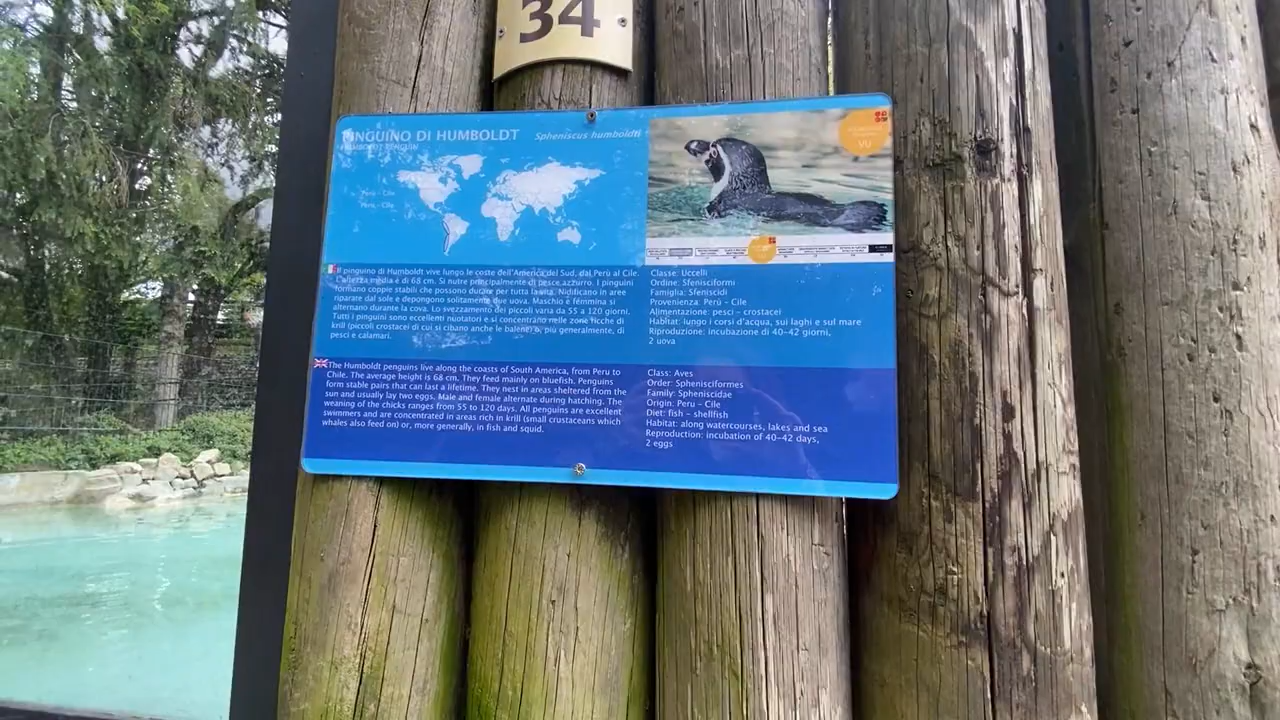 34
PINGUINO DI HUMBOLDT Spheniscus humboldti
HUMBOLDT PENGUIN
VU
Perù - Cile
Peru - Cile
Il pinguino di Humboldt vive lungo le coste dell'America del Sud, dal Perù al Cile.
L'altezza media è di 68 cm. Si nutre principalmente di pesce azzurro. I pinguini
formano coppie stabili che possono durare per tutta la vita. Nidificano in aree
riparate dal sole e depongono solitamente due uova. Maschio e femmina si
alternano durante la cova. Lo svezzamento dei piccoli varia da 55 a 120 giorni.
Tutti i pinguini sono eccellenti nuotatori e si concentrano nelle zone ricche di
krill (piccoli crostacei di cui si cibano anche le balene) o, più generalmente, di
pesci e calamari.
Classe: Uccelli
Ordine: Sfenisciformi
Famiglia: Sfeniscidi
Provenienza: Perù - Cile
Alimentazione: pesci - crostacei
Habitat: lungo i corsi d'acqua, sui laghi e sul mare
Riproduzione: incubazione di 40-42 giorni,
2 uova
The Humboldt penguins live along the coasts of South America, from Peru to
Chile. The average height is 68 cm. They feed mainly on bluefish. Penguins
form stable pairs that can last a lifetime. They nest in areas sheltered from the
sun and usually lay two eggs. Male and female alternate during hatching. The
weaning of the chicks ranges from 55 to 120 days. All penguins are excellent
swimmers and are concentrated in areas rich in krill (small crustaceans which
whales also feed on) or, more generally, in fish and squid.
Class: Aves
Order: Sphenisciformes
Family: Spheniscidae
Origin: Peru - Cile
Diet: fish - shellfish
Habitat: along watercourses, lakes and sea
Reproduction: incubation of 40-42 days,
2 eggs